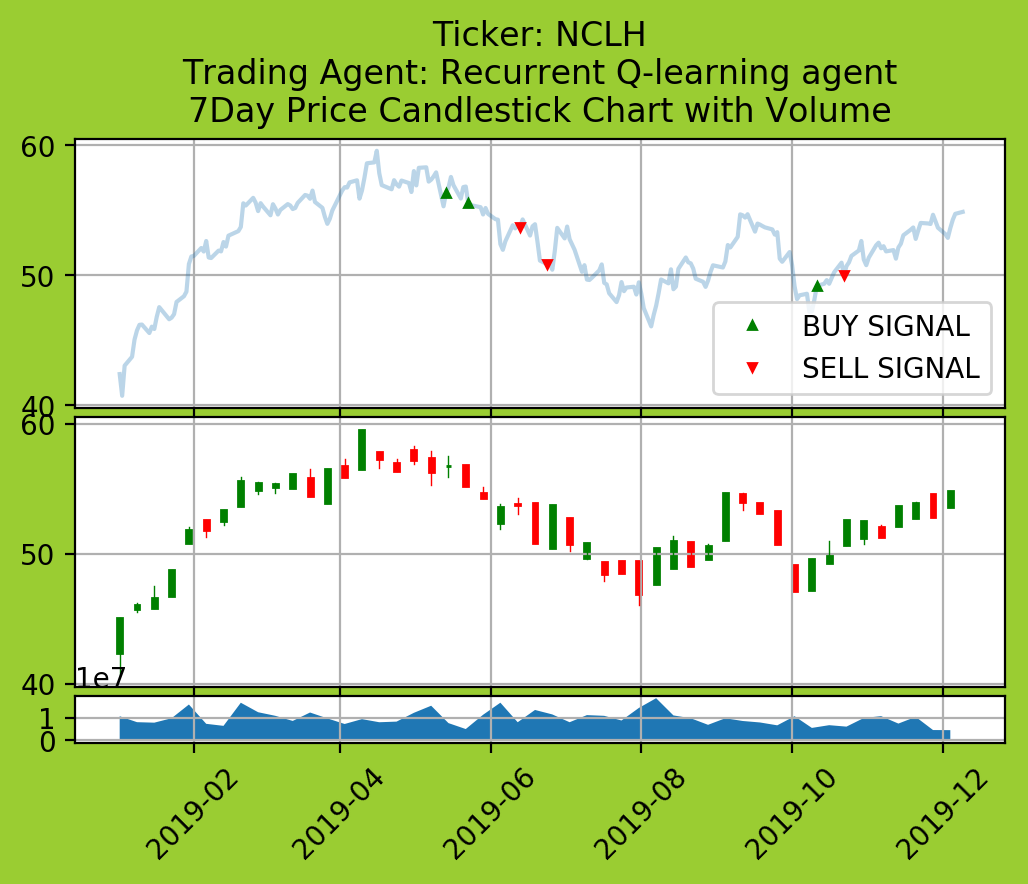 Ticker: NCLH
Trading Agent: Recurrent Q-learning agent
7Day Price Candlestick Chart with Volume
60
50
40
BUY SIGNAL
SELL SIGNAL
60
50
40
1e7
1
0
2019-02
2019-04
2019-06
2019-08
2019-10
2019-12